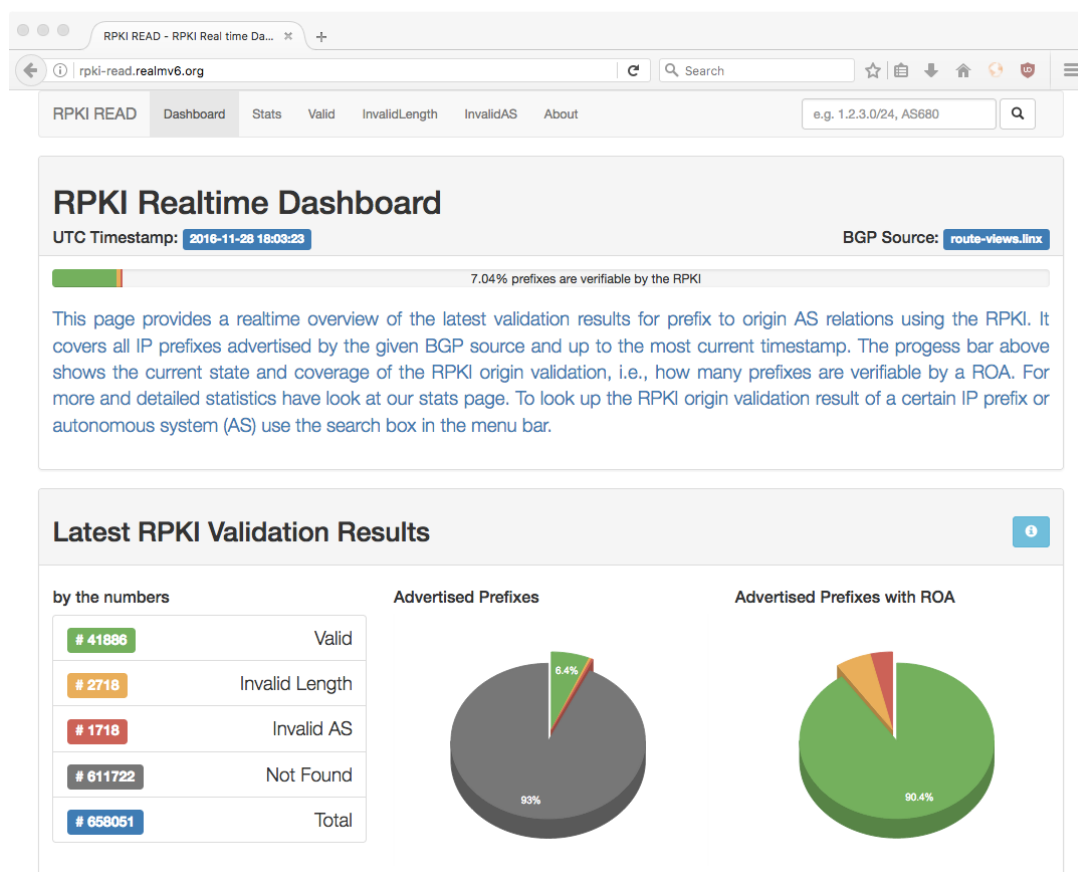 RPKI READ - RPKI Real time Da...
rpki-read.realmv6.org
Search
RPKI READ Dashboard Stats Valid InvalidLength InvalidAS About e.g. 1.2.3.0/24, AS680
RPKI Realtime Dashboard
UTC Timestamp: 2016-11-28 18:03:23 BGP Source: route-views.linx
7.04% prefixes are verifiable by the RPKI
This page provides a realtime overview of the latest validation results for prefix to origin AS relations using the RPKI. It
covers all IP prefixes advertised by the given BGP source and up to the most current timestamp. The progess bar above
shows the current state and coverage of the RPKI origin validation, i.e., how many prefixes are verifiable by a ROA. For
more and detailed statistics have look at our stats page. To look up the RPKI origin validation result of a certain IP prefix or
autonomous system (AS) use the search box in the menu bar.
Latest RPKI Validation Results
by the numbers Advertised Prefixes Advertised Prefixes with ROA
# 41886 Valid
# 2718 Invalid Length
# 1718 Invalid AS
# 611722 Not Found
# 658051 Total
6.4%
93%
90.4%